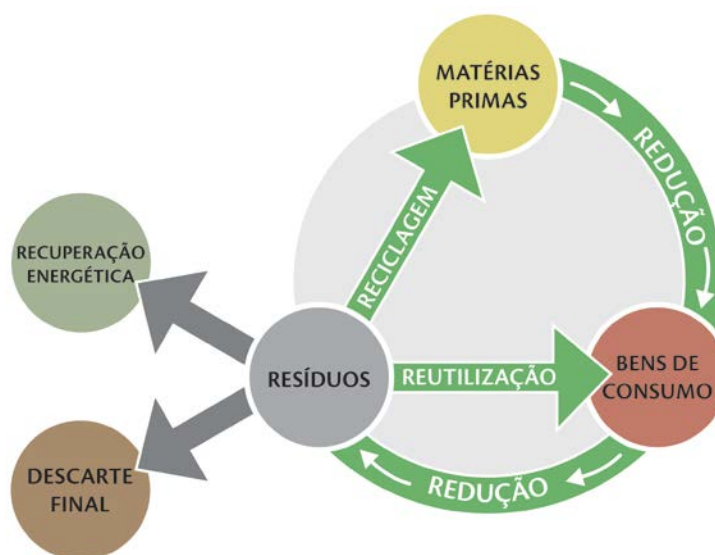 MATÉRIAS
PRIMAS
REDUÇÃO
RECICLAGEM
RECUPERAÇÃO
ENERGÉTICA
RESÍDUOS
REUTILIZAÇÃO
BENS DE
CONSUMO
DESCARTE
FINAL
REDUÇÃO